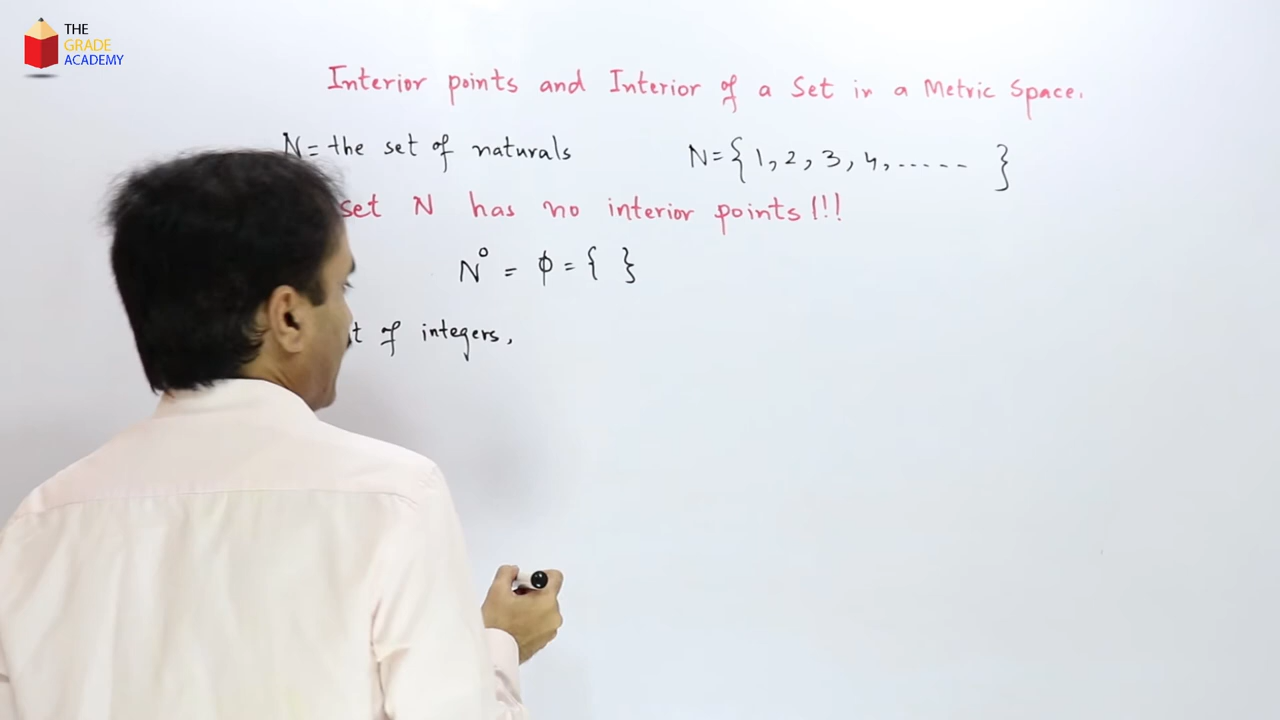 THE
GRADE
ACADEMY
Interior points and Interior of a Set in a Metric Space.
N = the set of naturals N = { 1, 2, 3, 4, ..... }
set N has no interior points!!!
N° = φ = { }
of integers,